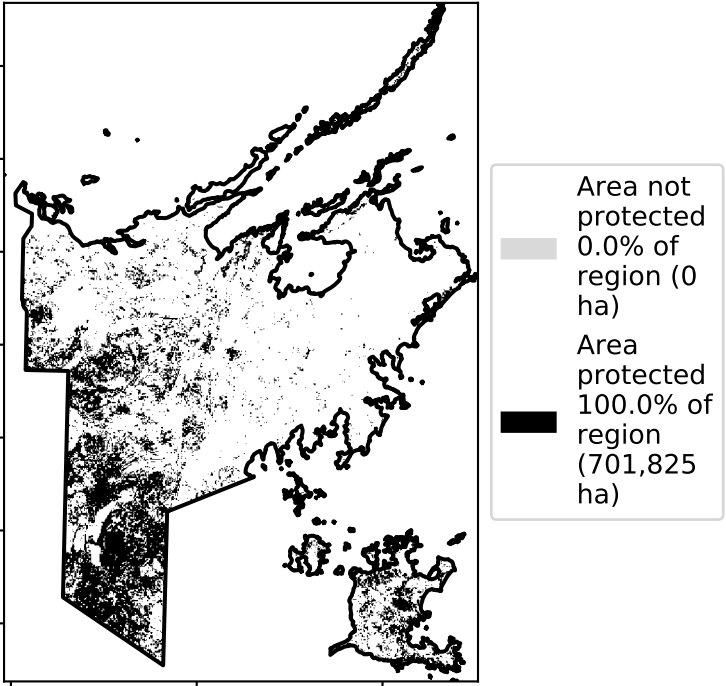 Area not
protected
0.0% of
region (0
ha)
Area
protected
100.0% of
region
(701,825
ha)